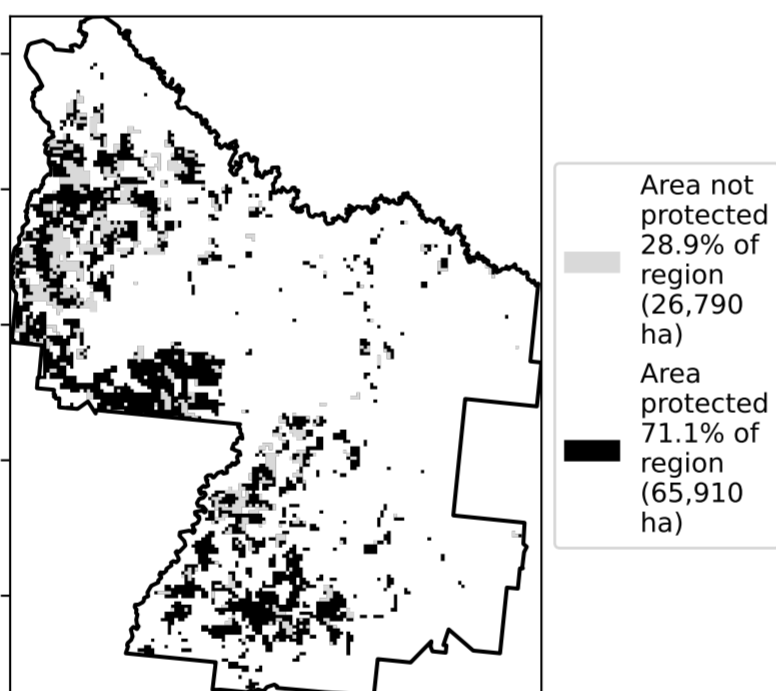 Area not
protected
28.9% of
region
(26,790
ha)
Area
protected
71.1% of
region
(65,910
ha)